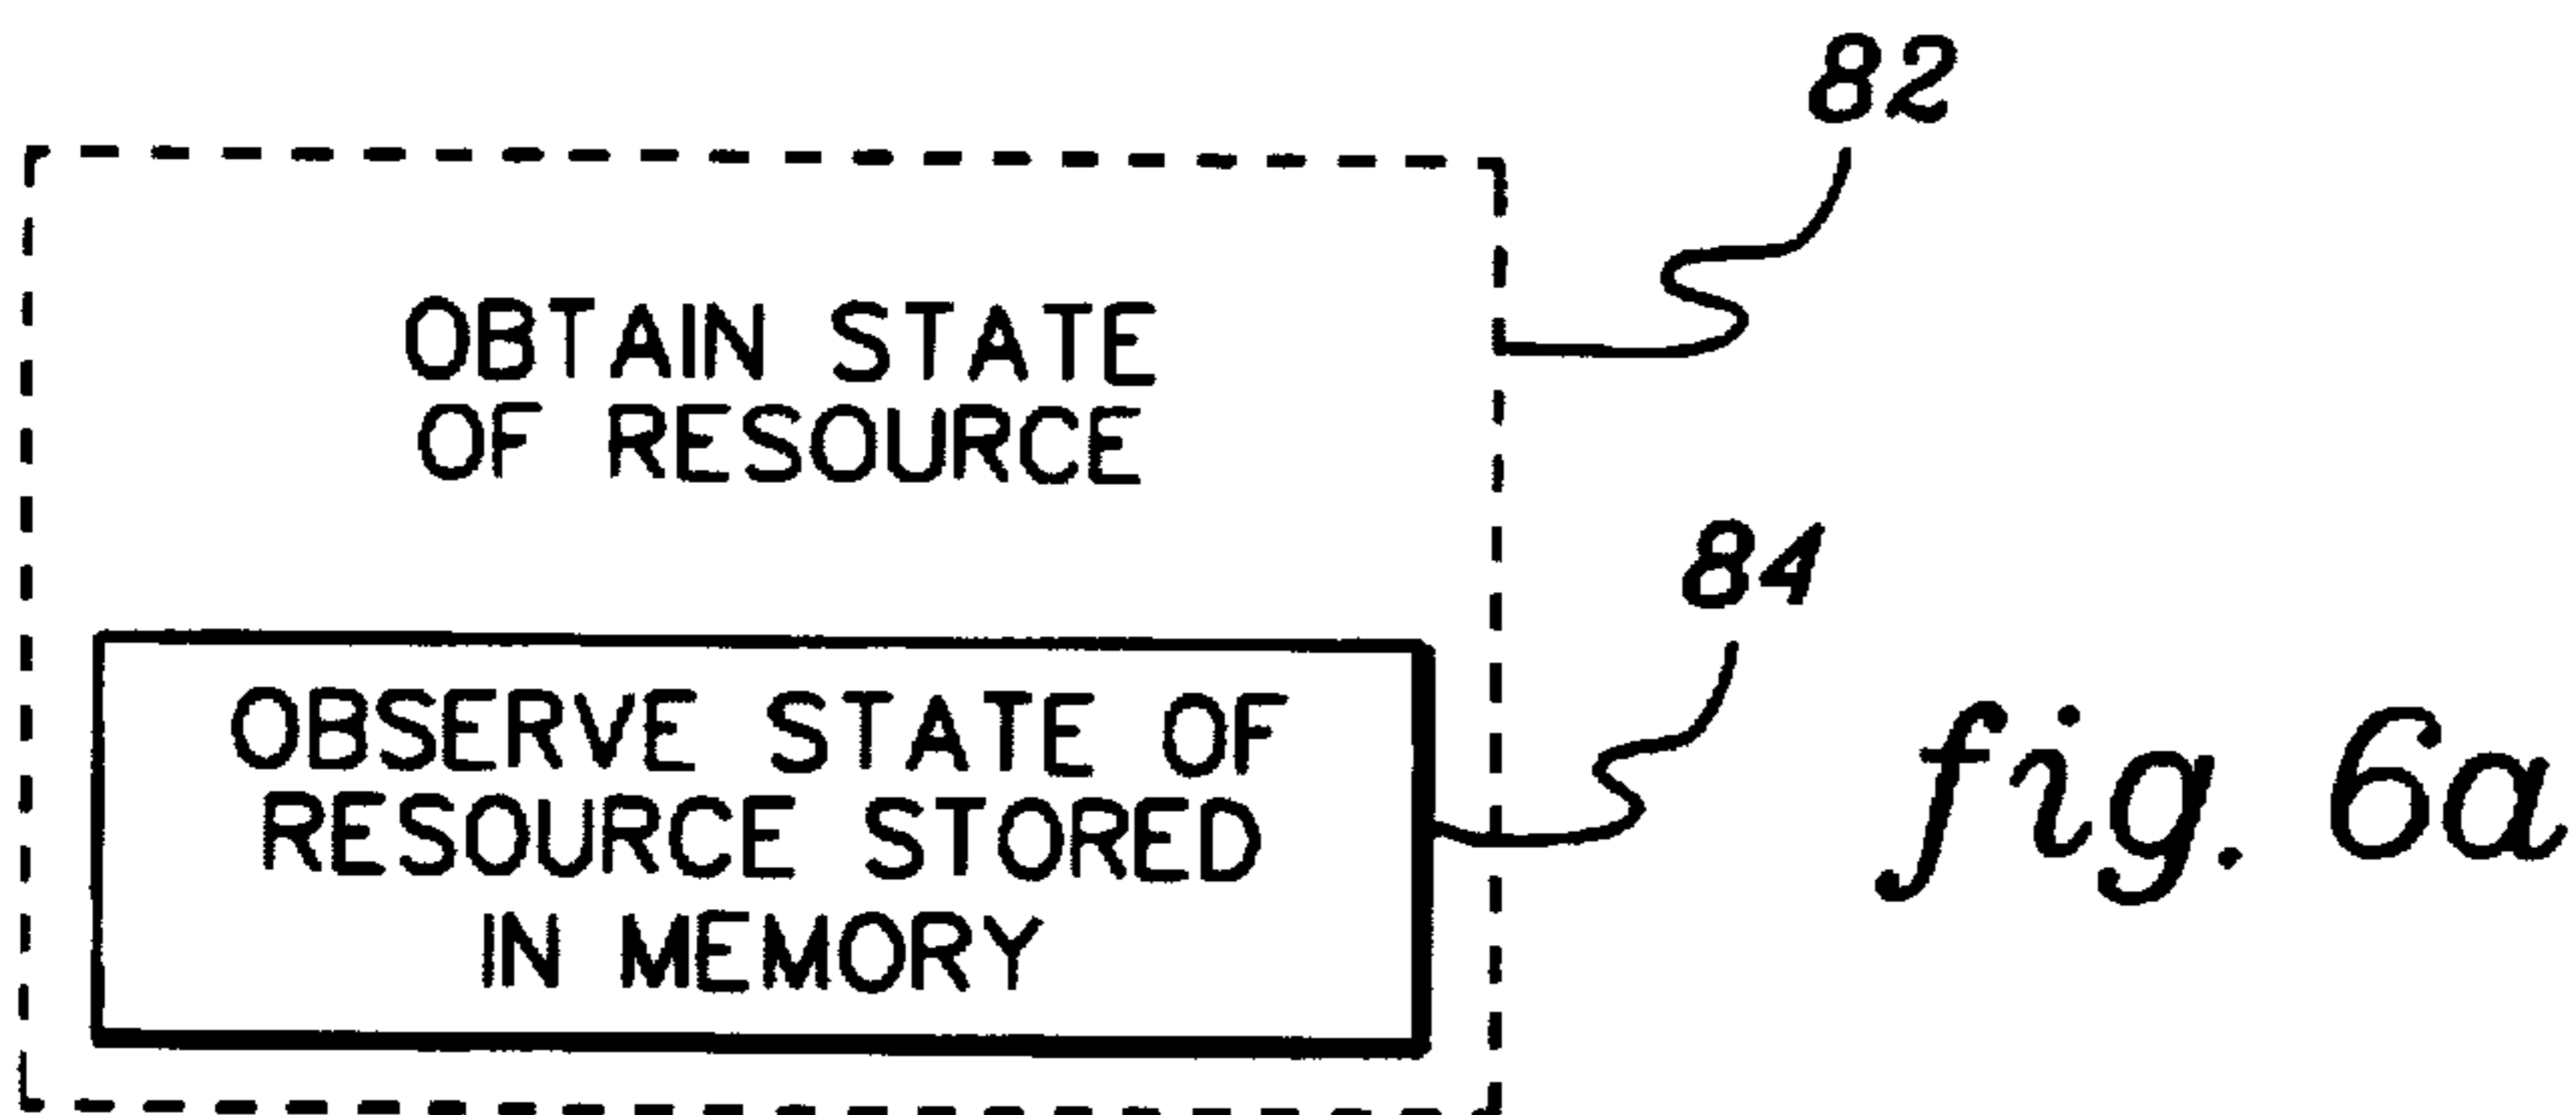 82
OBTAIN STATE
OF RESOURCE
84
OBSERVE STATE OF
RESOURCE STORED
IN MEMORY
fig. 6a